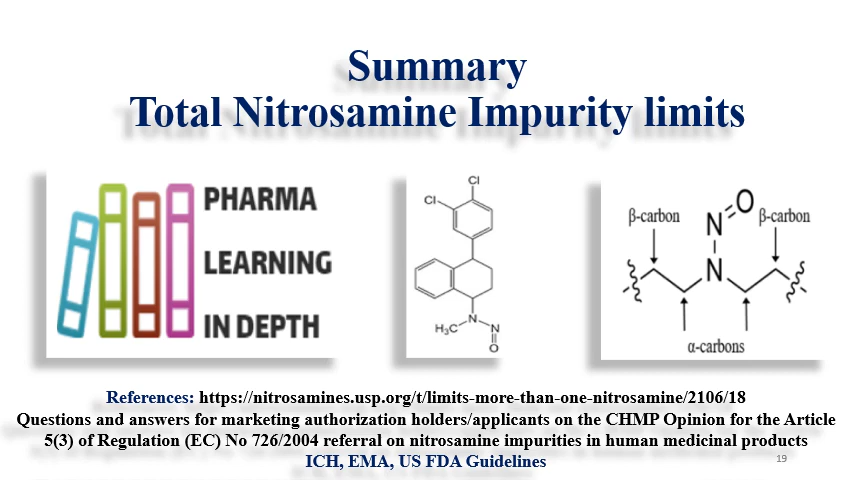 Summary
Total Nitrosamine Impurity limits
PHARMA
LEARNING
IN DEPTH
Cl
Cl
H₃C
N
N
O
β-carbon
N
O
β-carbon
N
α-carbons
References: https://nitrosamines.usp.org/t/limits-more-than-one-nitrosamine/2106/18
Questions and answers for marketing authorization holders/applicants on the CHMP Opinion for the Article
5(3) of Regulation (EC) No 726/2004 referral on nitrosamine impurities in human medicinal products
ICH, EMA, US FDA Guidelines
19